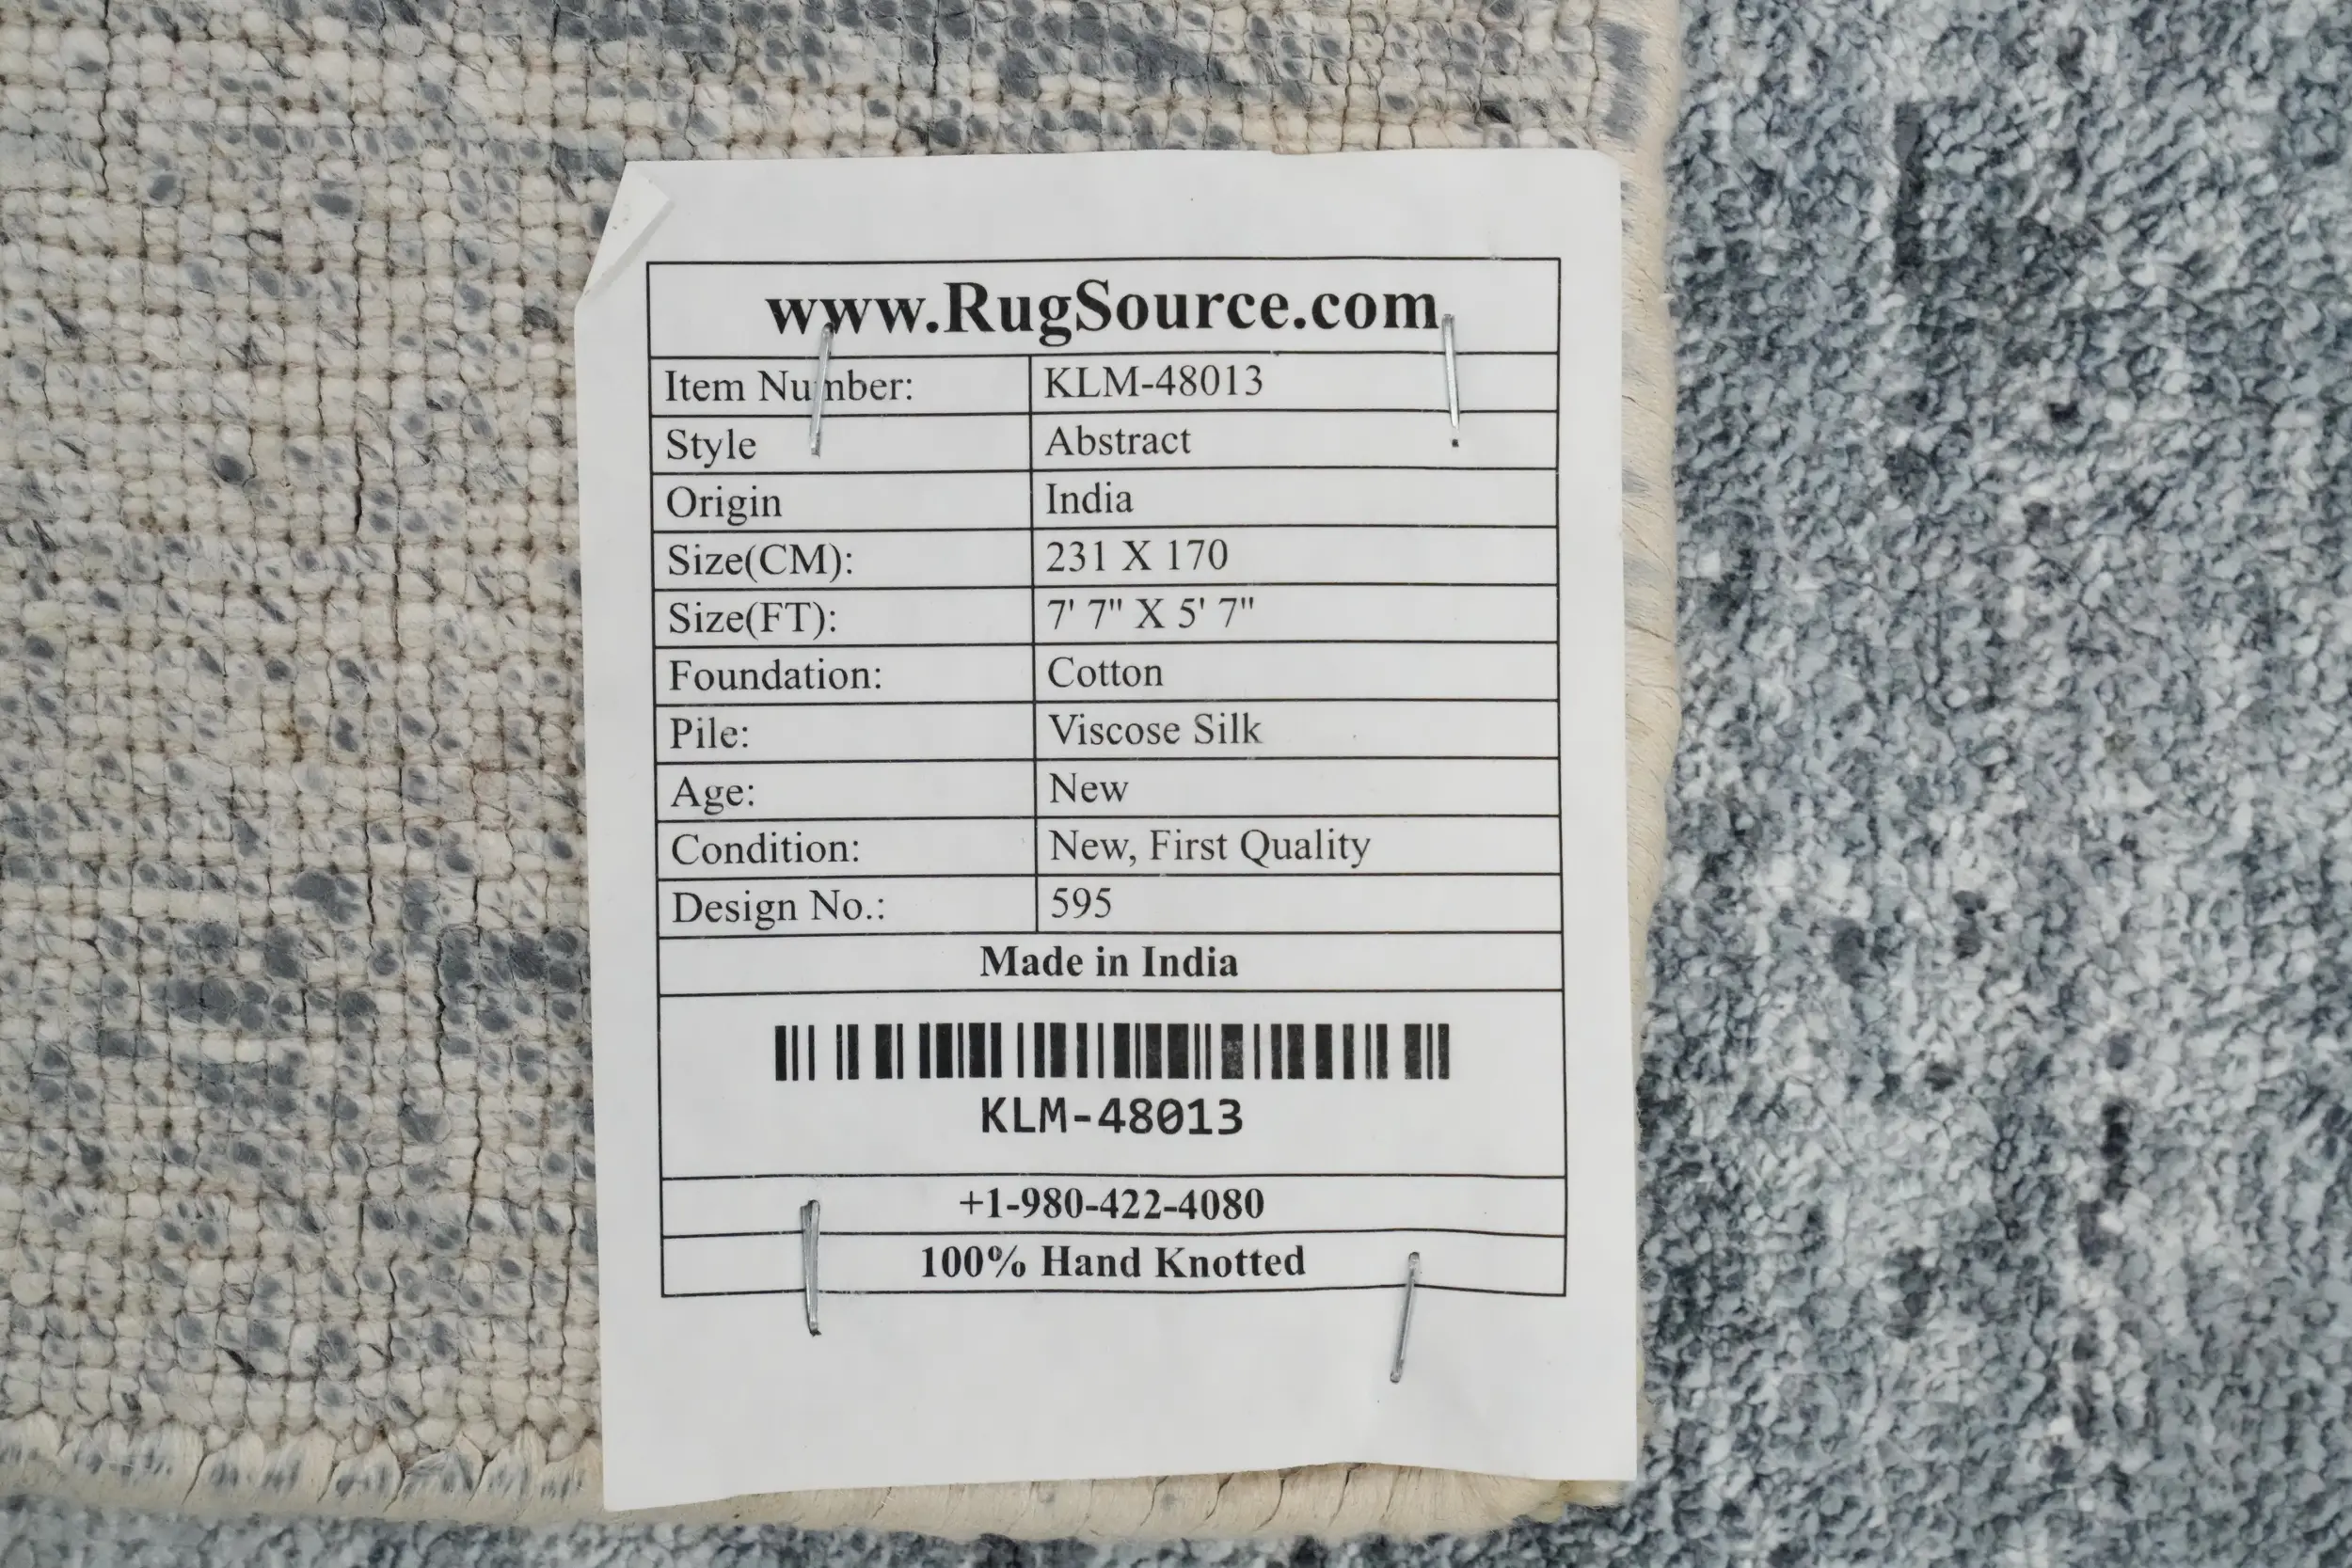 www.RugSource.com
Item Number: KLM-48013
Style Abstract
Origin India
Size(CM): 231 X 170
Size(FT): 7' 7" X 5' 7"
Foundation: Cotton
Pile: Viscose Silk
Age: New
Condition: New, First Quality
Design No.: 595
Made in India
KLM-48013
+1-980-422-4080
100% Hand Knotted